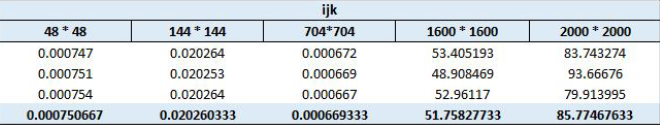 ijk
48 * 48 144 * 144 704*704 1600 * 1600 2000 * 2000
0.000747 0.020264 0.000672 53.405193 83.743274
0.000751 0.020253 0.000669 48.908469 93.66676
0.000754 0.020264 0.000667 52.96117 79.913995
0.000750667 0.020260333 0.000669333 51.75827733 85.77467633